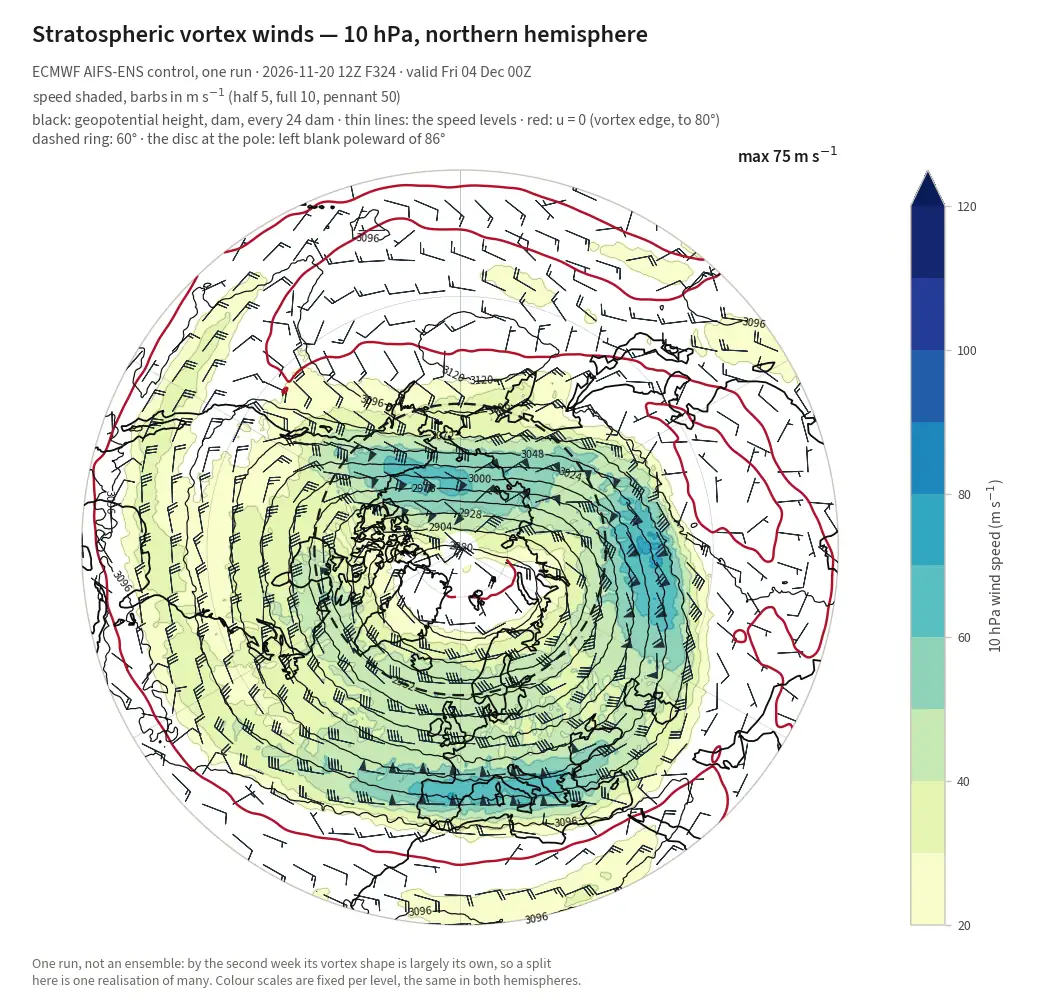 Stratospheric vortex winds — 10 hPa, northern hemisphere
ECMWF AIFS-ENS control, one run · 2026-11-20 12Z F324 · valid Fri 04 Dec 00Z
speed shaded, barbs in m s⁻¹ (half 5, full 10, pennant 50)
black: geopotential height, dam, every 24 dam · thin lines: the speed levels · red: u = 0 (vortex edge, to 80°)
dashed ring: 60° · the disc at the pole: left blank poleward of 86°
max 75 m s⁻¹
120
100
80
60
40
20
10 hPa wind speed (m s⁻¹)
3096
3096
3120
3120
3096
3048
3024
3000
2928
2904
3096
3096
3096
3096
One run, not an ensemble: by the second week its vortex shape is largely its own, so a split
here is one realisation of many. Colour scales are fixed per level, the same in both hemispheres.